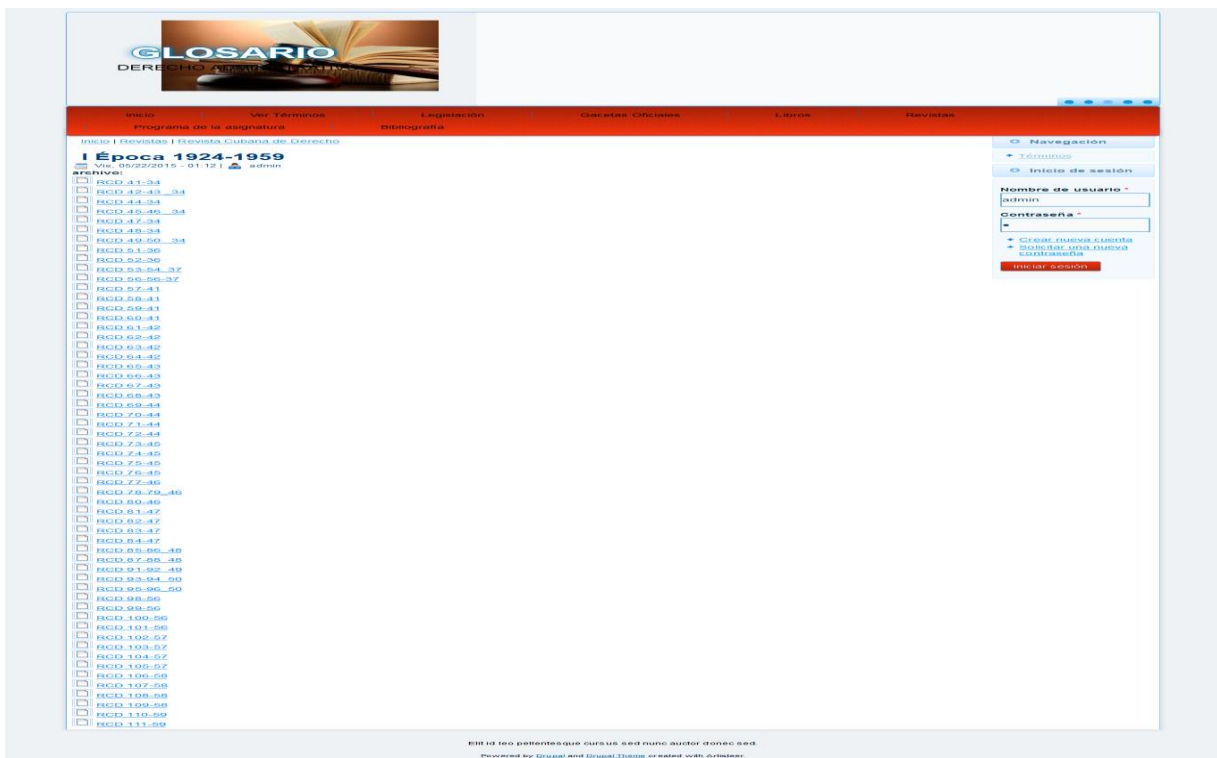 GLOSARIO
DERECHO ADMINISTRATIVO
Inicio Ver Términos Legislación Gacetas Oficiales Libros Revistas
Programa de la asignatura Bibliografía
Inicio | Revistas | Revista Cubana de Derecho
I Época 1924-1959
Vie, 05/22/2015 - 01:12 | admin
archivo:
RCD 41-34
RCD 42-43 _34
RCD 44-34
RCD 45-46 _34
RCD 47-34
RCD 48-34
RCD 49-50 _34
RCD 51-36
RCD 52-36
RCD 53-54_37
RCD 56-56-37
RCD 57-41
RCD 58-41
RCD 59-41
RCD 60-41
RCD 61-42
RCD 62-42
RCD 63-42
RCD 64-42
RCD 65-43
RCD 66-43
RCD 67-43
RCD 68-43
RCD 69-44
RCD 70-44
RCD 71-44
RCD 72-44
RCD 73-45
RCD 74-45
RCD 75-45
RCD 76-45
RCD 77-46
RCD 78-79_46
RCD 80-46
RCD 81-47
RCD 82-47
RCD 83-47
RCD 84-47
RCD 85-86_48
RCD 87-88_48
RCD 91-92_49
RCD 93-94_50
RCD 95-96_50
RCD 98-56
RCD 99-56
RCD 100-56
RCD 101-56
RCD 102-57
RCD 103-57
RCD 104-57
RCD 105-57
RCD 106-58
RCD 107-58
RCD 108-58
RCD 109-58
RCD 110-59
RCD 111-59
Navegación
Términos
Inicio de sesión
Nombre de usuario *
admin
Contraseña *
Crear nueva cuenta
Solicitar una nueva
contraseña
Iniciar sesión
Elit id leo pellentesque cursus sed nunc auctor donec sed.
Powered by Drupal and Drupal Theme created with Artisteer.